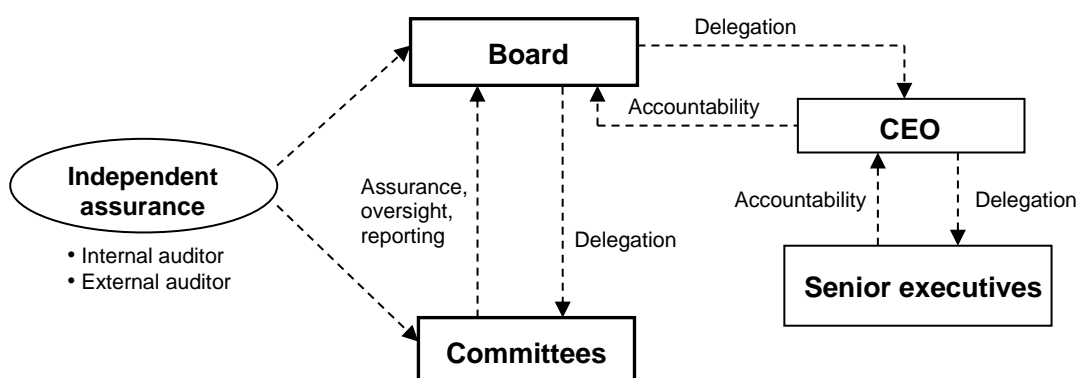 Delegation
Board
Accountability
CEO
Independent
assurance
Assurance,
oversight,
reporting
Accountability
Delegation
Delegation
• Internal auditor
• External auditor
Senior executives
Committees